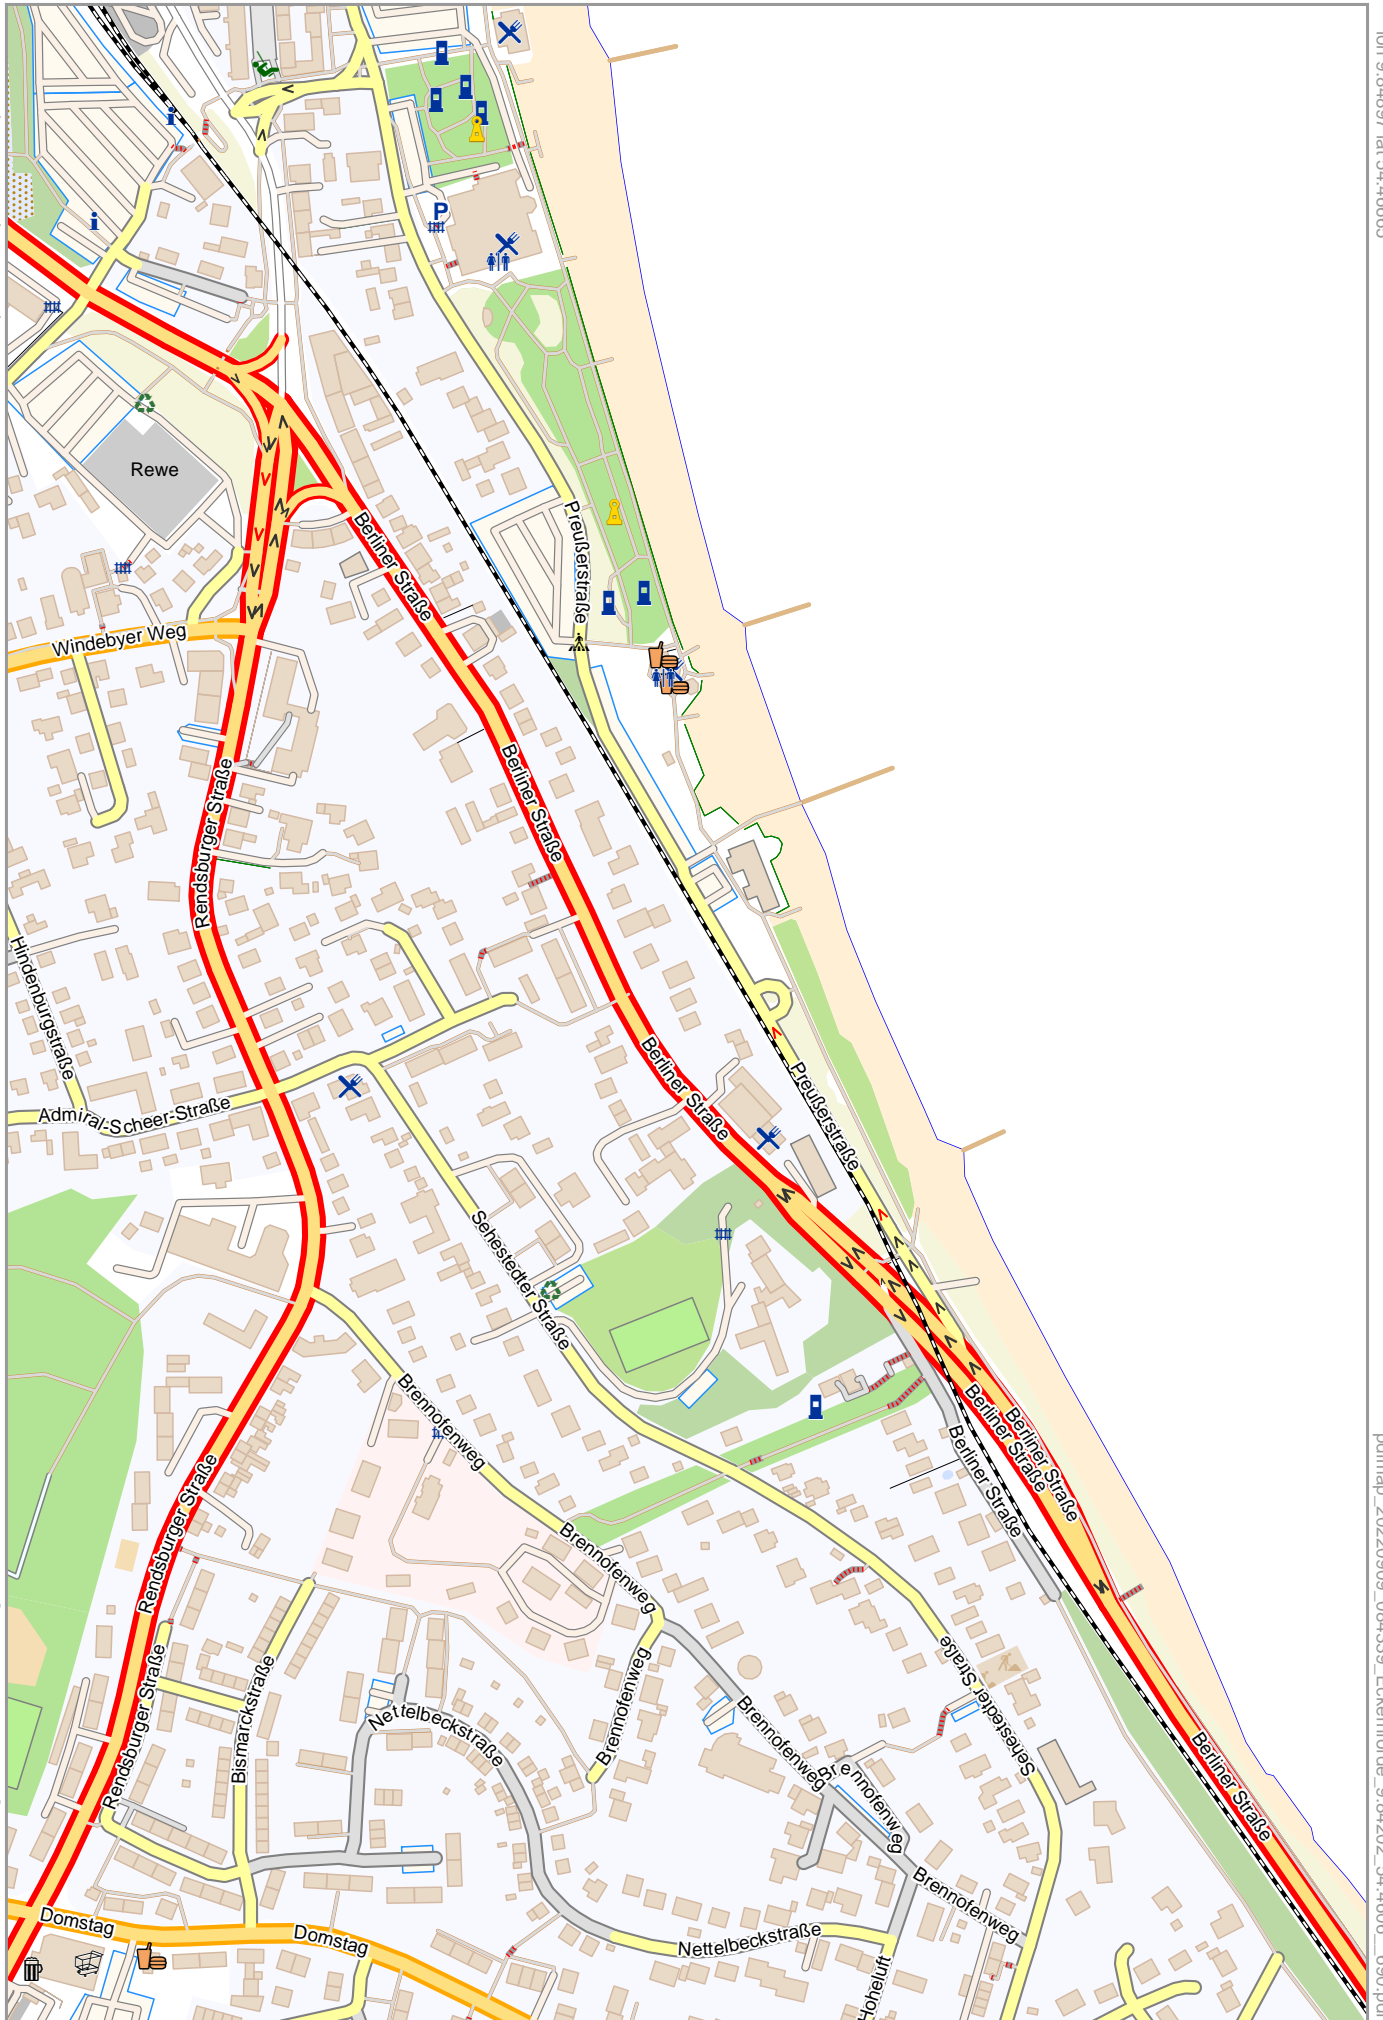 P
i
i
Rewe
Berliner Straße
Preußerstraße
Windebyer Weg
Rendsburger Straße
Berliner Straße
Hindenburgstraße
Admiral-Scheer-Straße
Berliner Straße
Preußerstraße
Sehestedter Straße
Brennofenweg
Berliner Straße
Berliner Straße
Berliner Straße
Rendsburger Straße
Brennofenweg
Rendsburger Straße
Bismarckstraße
Nettelbeckstraße
Brennofenweg
Brennofenweg
Brennofenweg
Sehestedter Straße
Berliner Straße
Brennofenweg
Domstag
Domstag
Nettelbeckstraße
Hoheluft